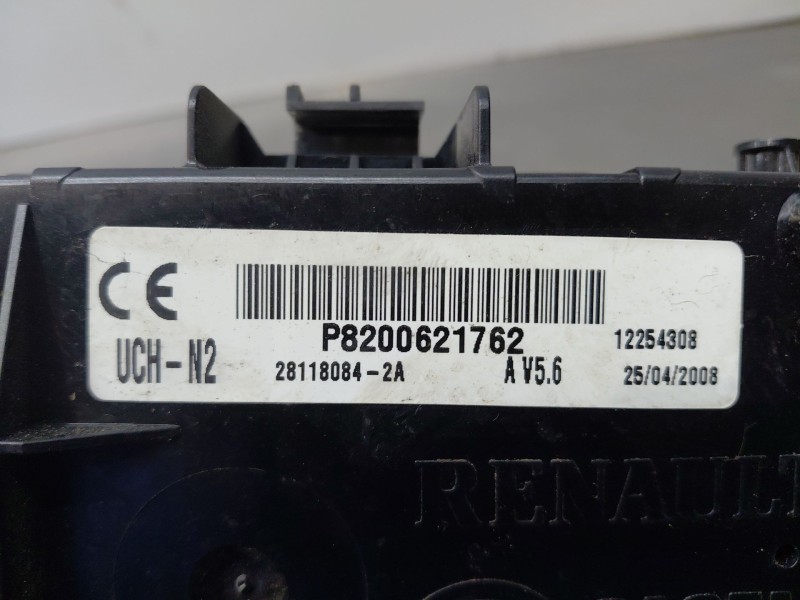 CE
P8200621762 12254308
UCH-N2 28118084-2A A V5.6 25/04/2008
RENAULT